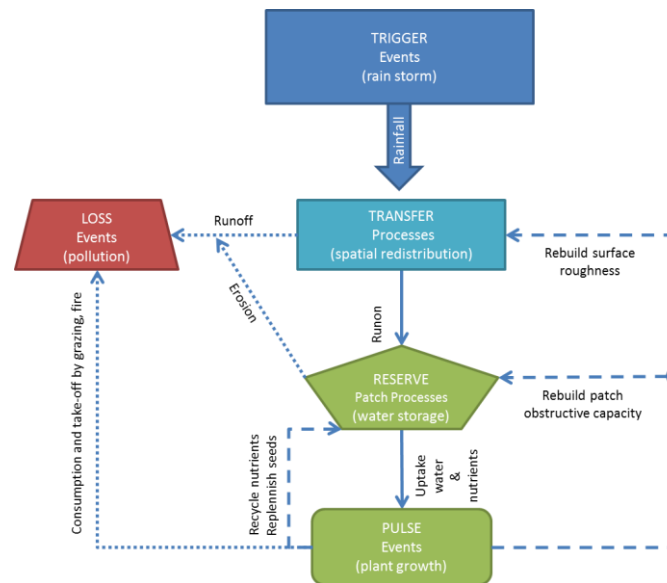 TRIGGER
Events
(rain storm)
Rainfall
LOSS
Events
(pollution)
Runoff
TRANSFER
Processes
(spatial redistribution)
Rebuild surface
roughness
Erosion
Runon
Consumption and take-off by grazing, fire
RESERVE
Patch Processes
(water storage)
Rebuild patch
obstructive capacity
Recycle nutrients
Replennish seeds
Uptake
water
&
nutrients
PULSE
Events
(plant growth)